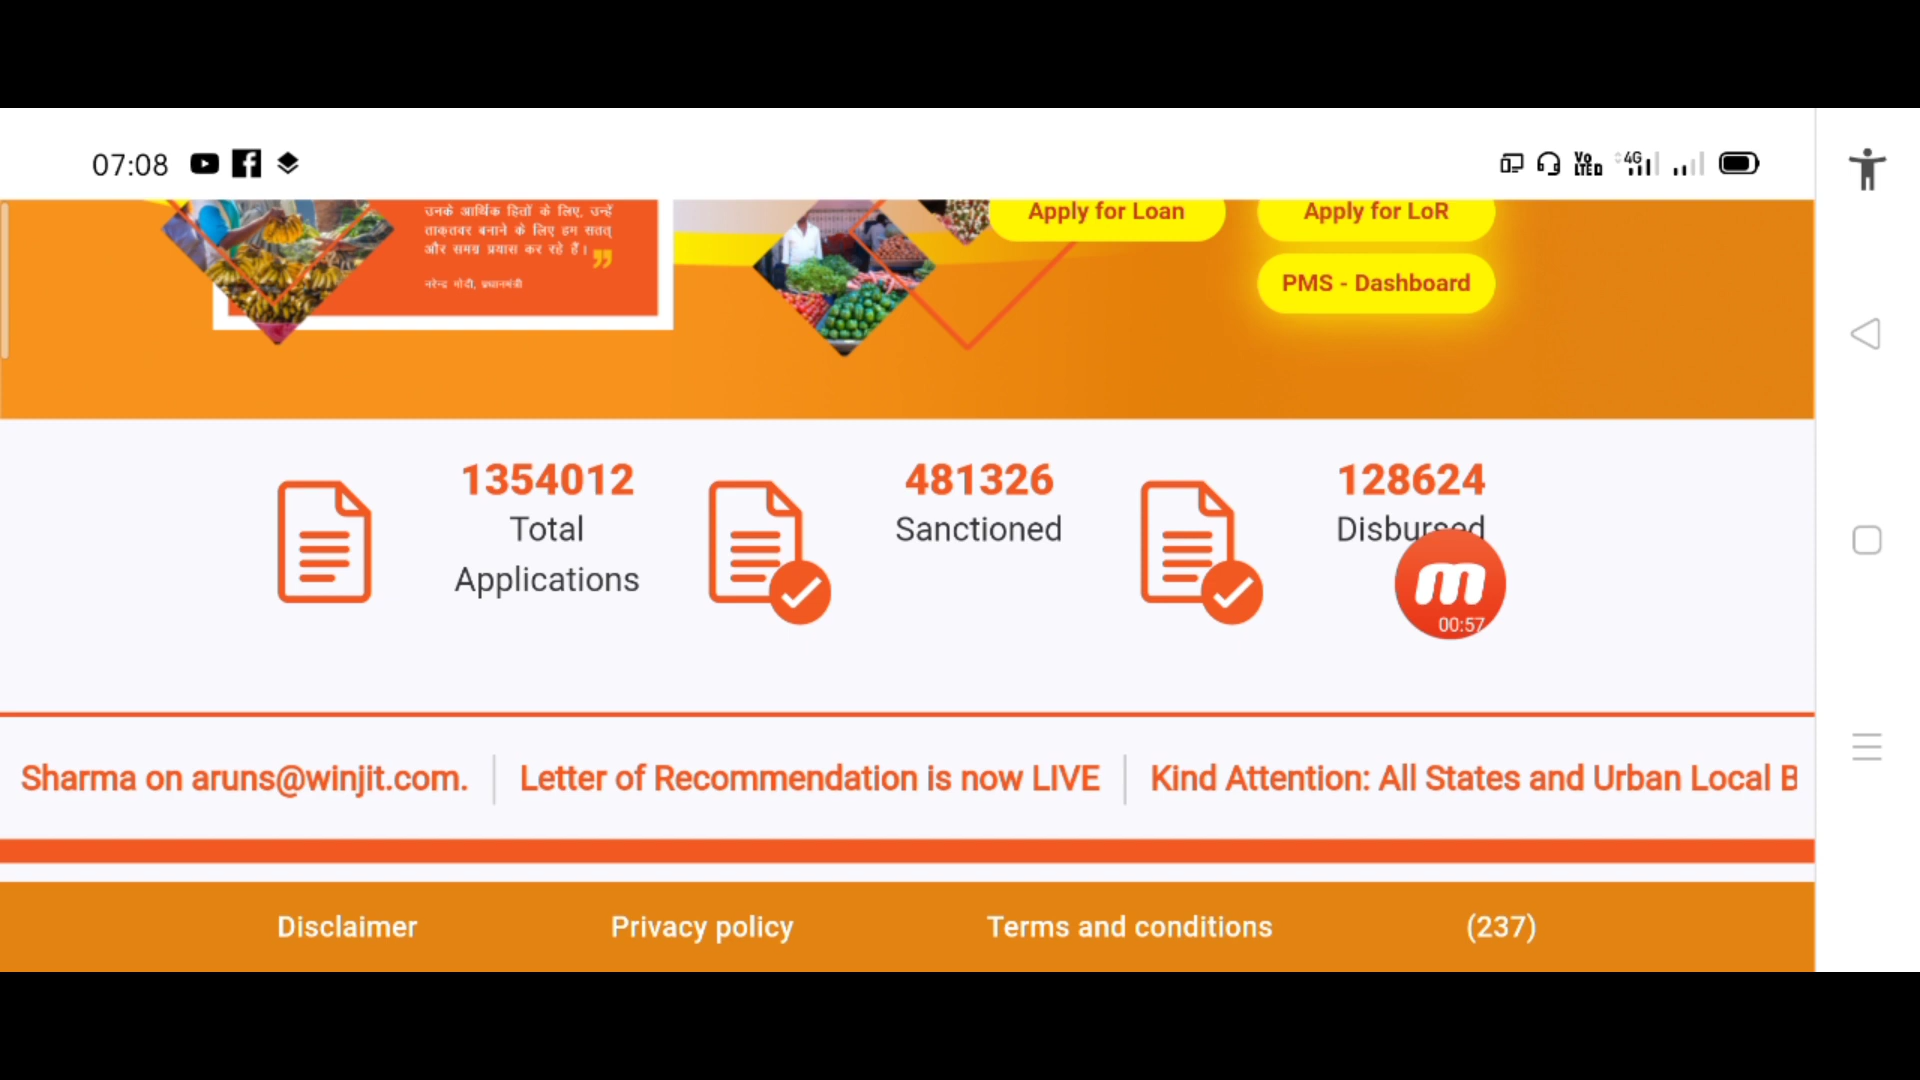 07:08
4G
उनके आर्थिक हितों के लिए, उन्हें
ताक़तवर बनाने के लिए हम सतत्
और समग्र प्रयास कर रहे हैं।
नरेन्द्र मोदी, प्रधानमंत्री
Apply for Loan
Apply for LoR
PMS - Dashboard
1354012
Total
Applications
481326
Sanctioned
128624
Disbursed
00:57
Sharma on aruns@winjit.com.
Letter of Recommendation is now LIVE
Kind Attention: All States and Urban Local B
Disclaimer
Privacy policy
Terms and conditions
(237)